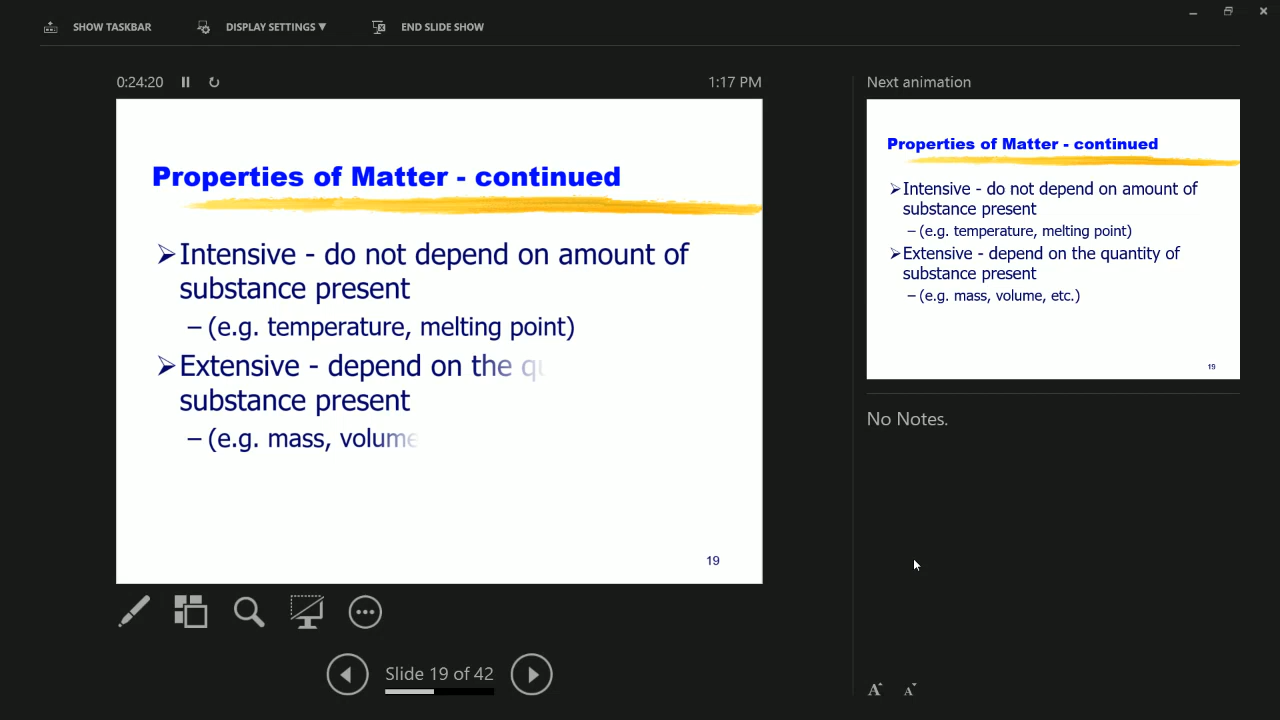 SHOW TASKBAR
DISPLAY SETTINGS ▼
END SLIDE SHOW
0:24:20
1:17 PM
Properties of Matter - continued
➢Intensive - do not depend on amount of
substance present
– (e.g. temperature, melting point)
➢Extensive - depend on the qu
substance present
– (e.g. mass, volume
19
Slide 19 of 42
Next animation
Properties of Matter - continued
➢Intensive - do not depend on amount of
substance present
– (e.g. temperature, melting point)
➢Extensive - depend on the quantity of
substance present
– (e.g. mass, volume, etc.)
19
No Notes.
A A